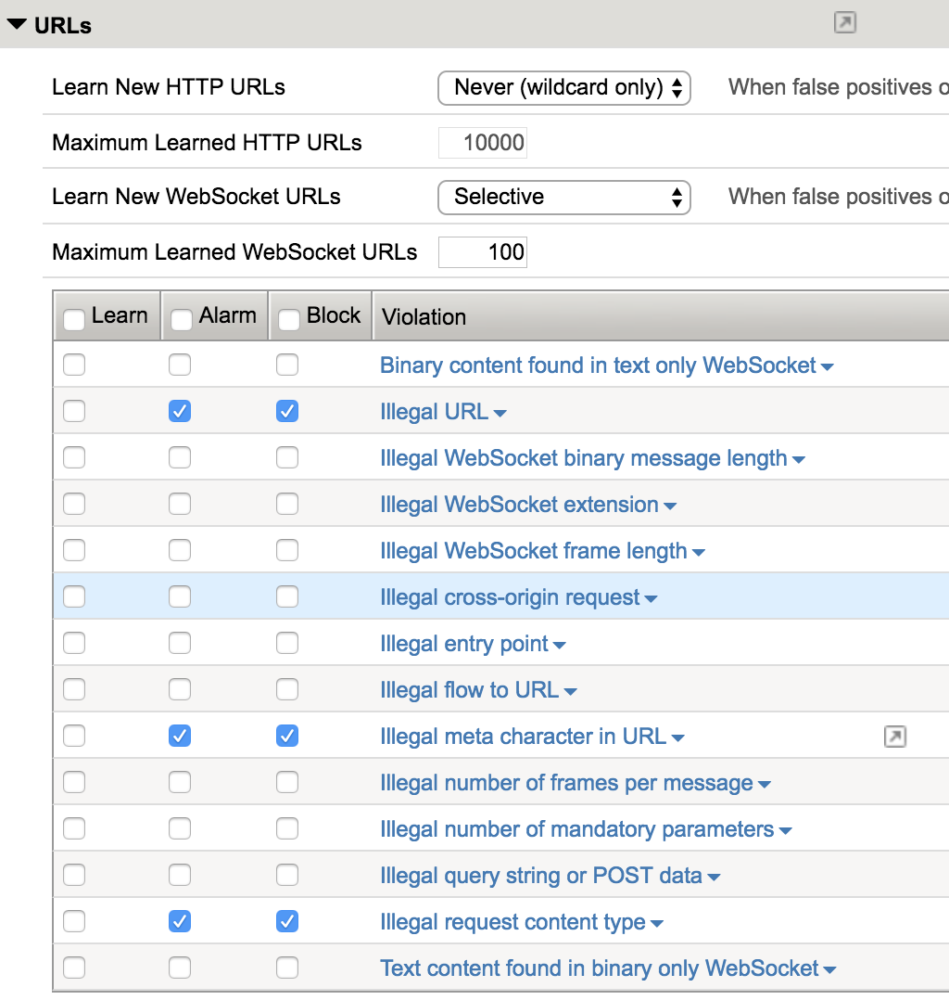 URLs
Learn New HTTP URLs Never (wildcard only) When false positives o
Maximum Learned HTTP URLs 10000
Learn New WebSocket URLs Selective When false positives o
Maximum Learned WebSocket URLs 100
Learn Alarm Block Violation
Binary content found in text only WebSocket
Illegal URL
Illegal WebSocket binary message length
Illegal WebSocket extension
Illegal WebSocket frame length
Illegal cross-origin request
Illegal entry point
Illegal flow to URL
Illegal meta character in URL
Illegal number of frames per message
Illegal number of mandatory parameters
Illegal query string or POST data
Illegal request content type
Text content found in binary only WebSocket